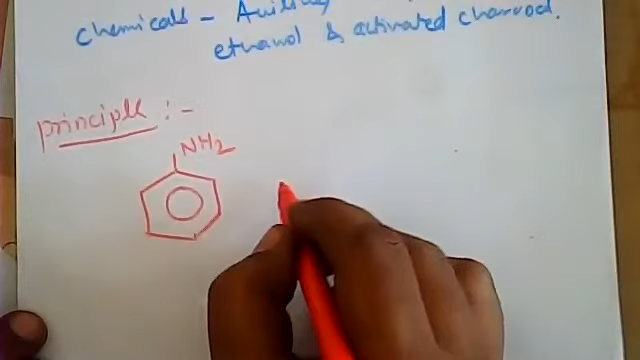 chemicals - Aniline
ethanol & activated charcoal.
principle :-
NH2